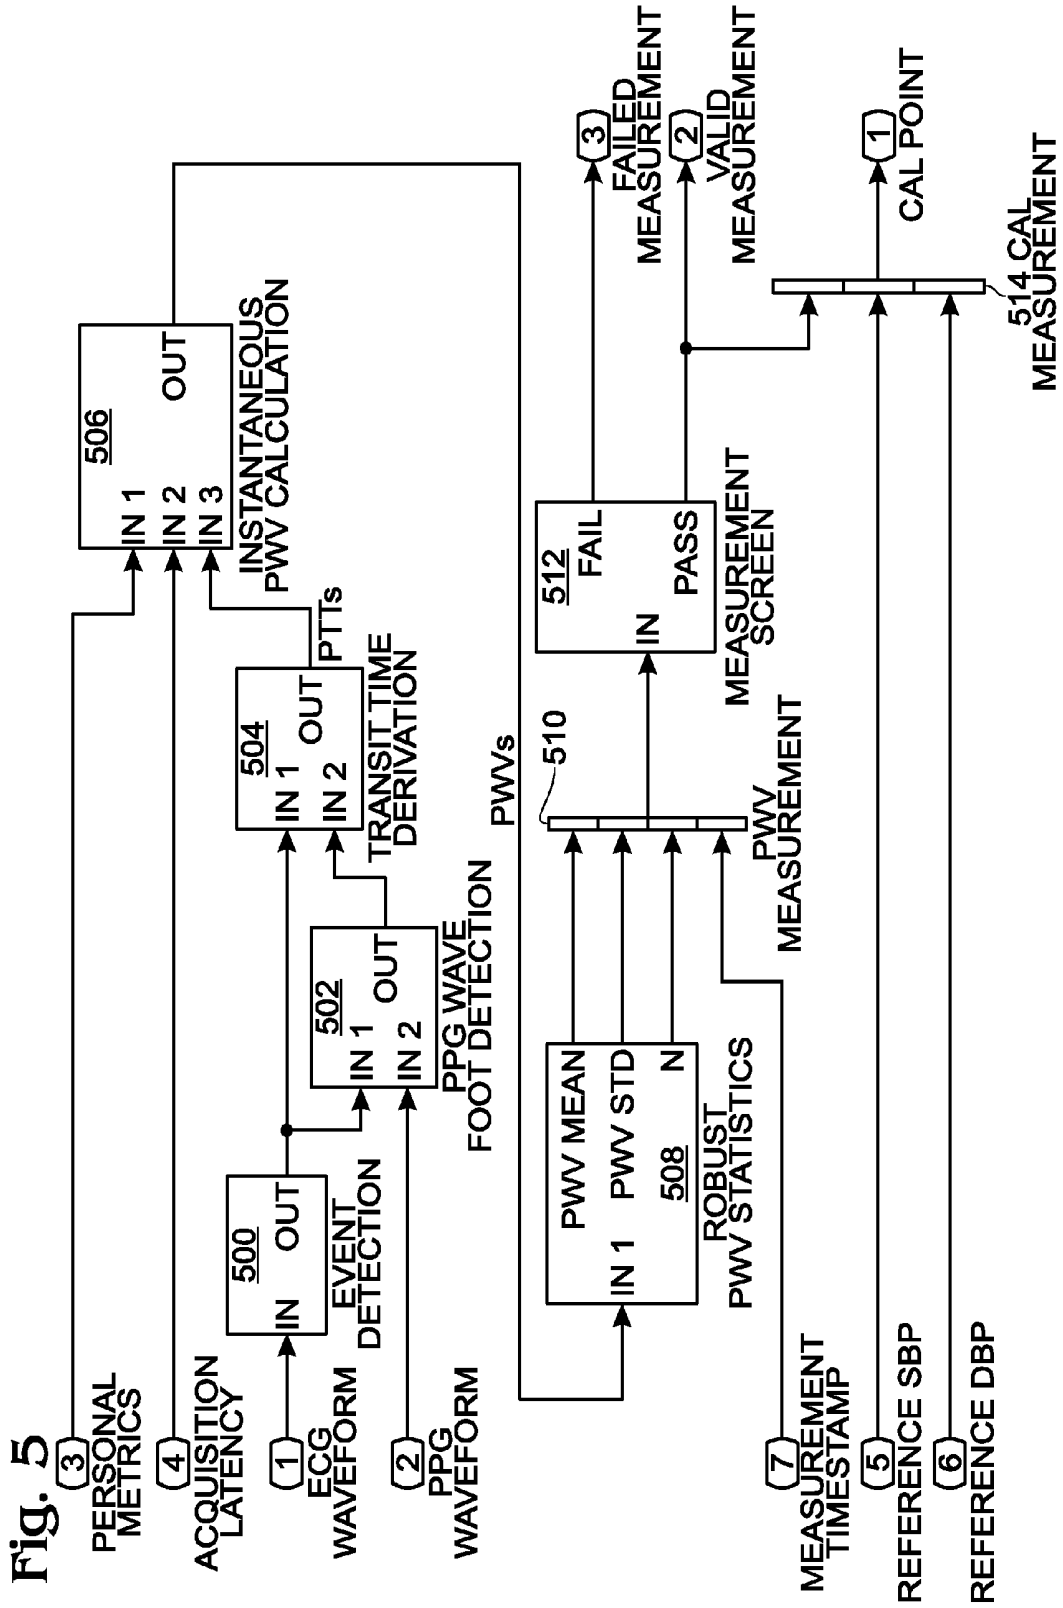 Fig. 5
3
PERSONAL
METRICS
4
ACQUISITION
LATENCY
1
ECG
WAVEFORM
2
PPG
WAVEFORM
500
IN
OUT
EVENT
DETECTION
502
IN 1
IN 2
OUT
PPG WAVE
FOOT DETECTION
504
IN 1
IN 2
OUT
TRANSIT TIME
DERIVATION
PTTs
506
IN 1
IN 2
IN 3
OUT
INSTANTANEOUS
PWV CALCULATION
PWVs
IN 1
PWV MEAN
PWV STD
N
508
ROBUST
PWV STATISTICS
510
PWV
MEASUREMENT
512
IN
FAIL
PASS
MEASUREMENT
SCREEN
3
FAILED
MEASUREMENT
2
VALID
MEASUREMENT
7
MEASUREMENT
TIMESTAMP
5
REFERENCE SBP
6
REFERENCE DBP
514 CAL
MEASUREMENT
1
CAL POINT